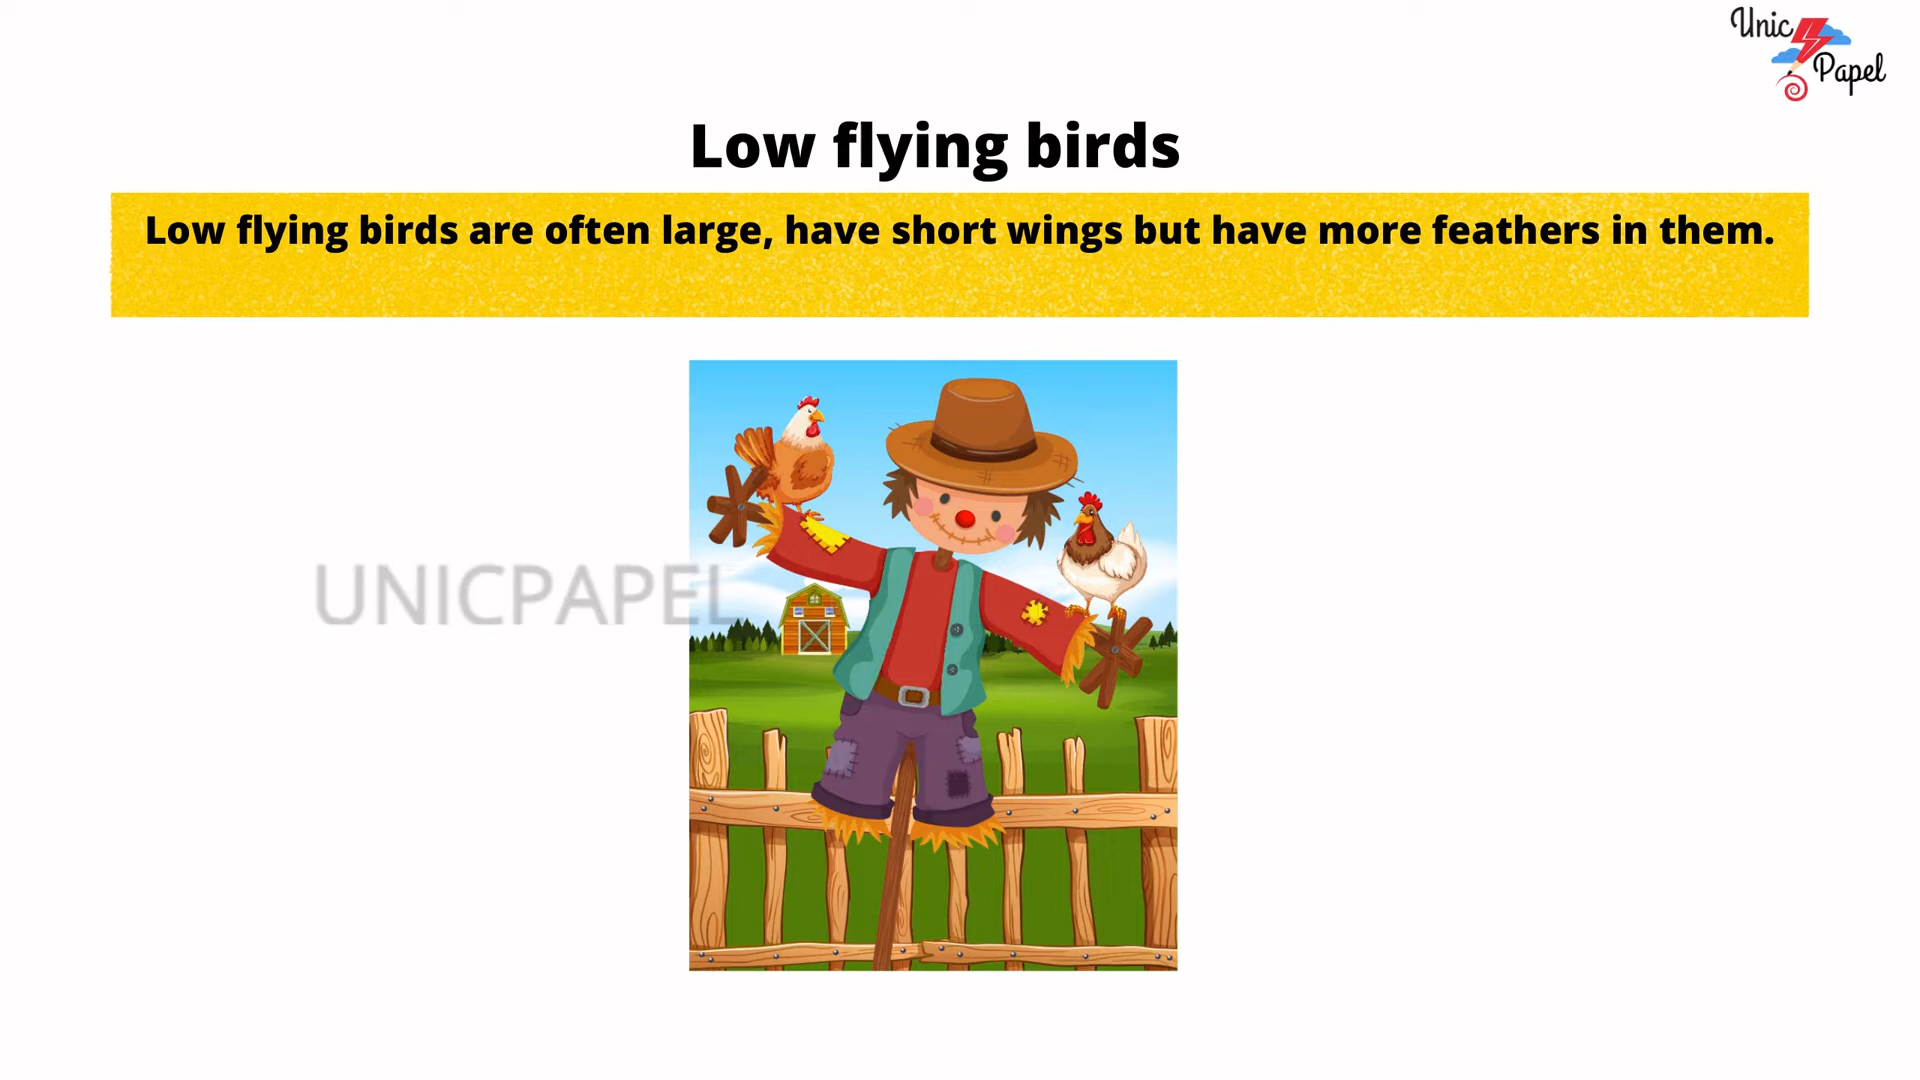 Unic
Papel
Low flying birds
Low flying birds are often large, have short wings but have more feathers in them.
UNICPAPEL